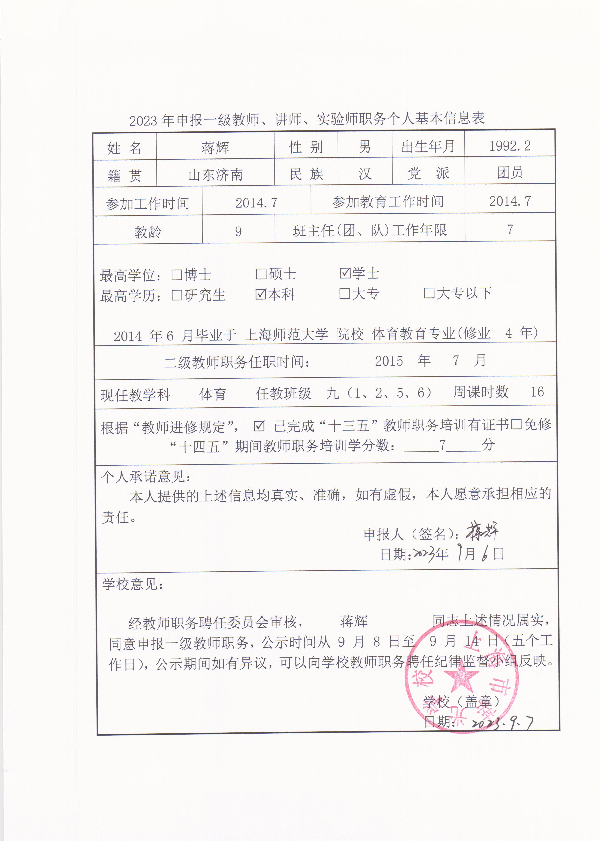 2023 年申报一级教师、讲师、实验师职务个人基本信息表
姓 名 蒋辉 性 别 男 出生年月 1992.2
籍 贯 山东济南 民 族 汉 党 派 团员
参加工作时间 2014.7 参加教育工作时间 2014.7
教龄 9 班主任(团、队)工作年限 7
最高学位：☐博士 ☐硕士 ☑学士
最高学历：☐研究生 ☑本科 ☐大专 ☐大专以下
2014 年 6 月毕业于 上海师范大学 院校 体育教育专业(修业 4 年)
二级教师职务任职时间： 2015 年 7 月
现任教学科 体育 任教班级 九（1、2、5、6） 周课时数 16
根据“教师进修规定”，☑ 已完成“十三五”教师职务培训有证书☐免修
“十四五”期间教师职务培训学分数：_____7_____分
个人承诺意见：
本人提供的上述信息均真实、准确，如有虚假，本人愿意承担相应的
责任。
申报人（签名）：蒋辉
日期：2023年 9月 6日
学校意见：
经教师职务聘任委员会审核， 蒋辉 同志上述情况属实，
同意申报一级教师职务，公示时间从 9 月 8 日至 9 月 14 日（五个工
作日），公示期间如有异议，可以向学校教师职务聘任纪律监督小组反映。
学校（盖章）
日期：2023.9.7